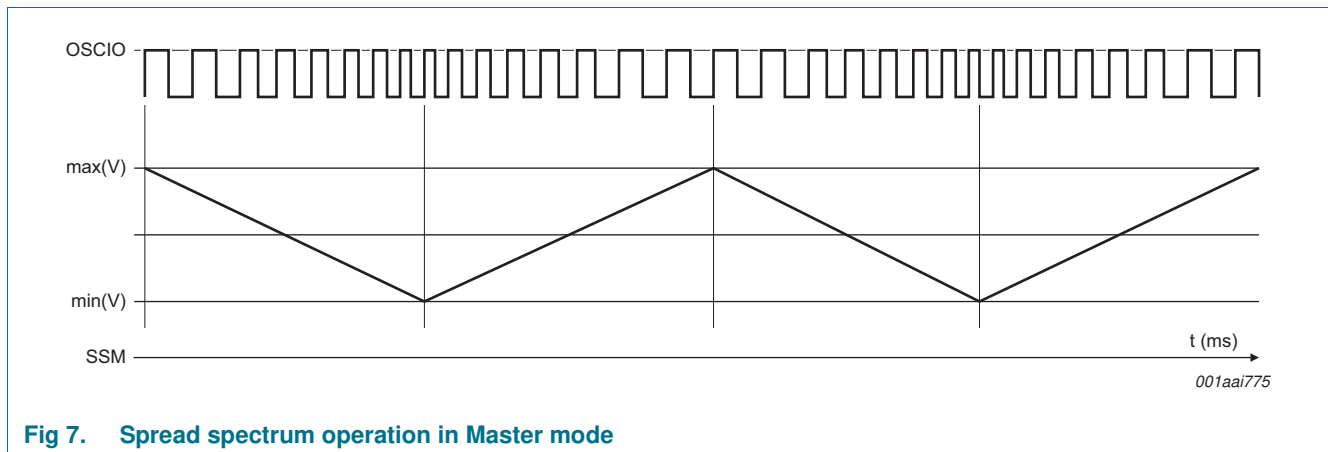 OSCIO
max(V)
min(V)
SSM
t (ms)
001aai775
Fig 7. Spread spectrum operation in Master mode